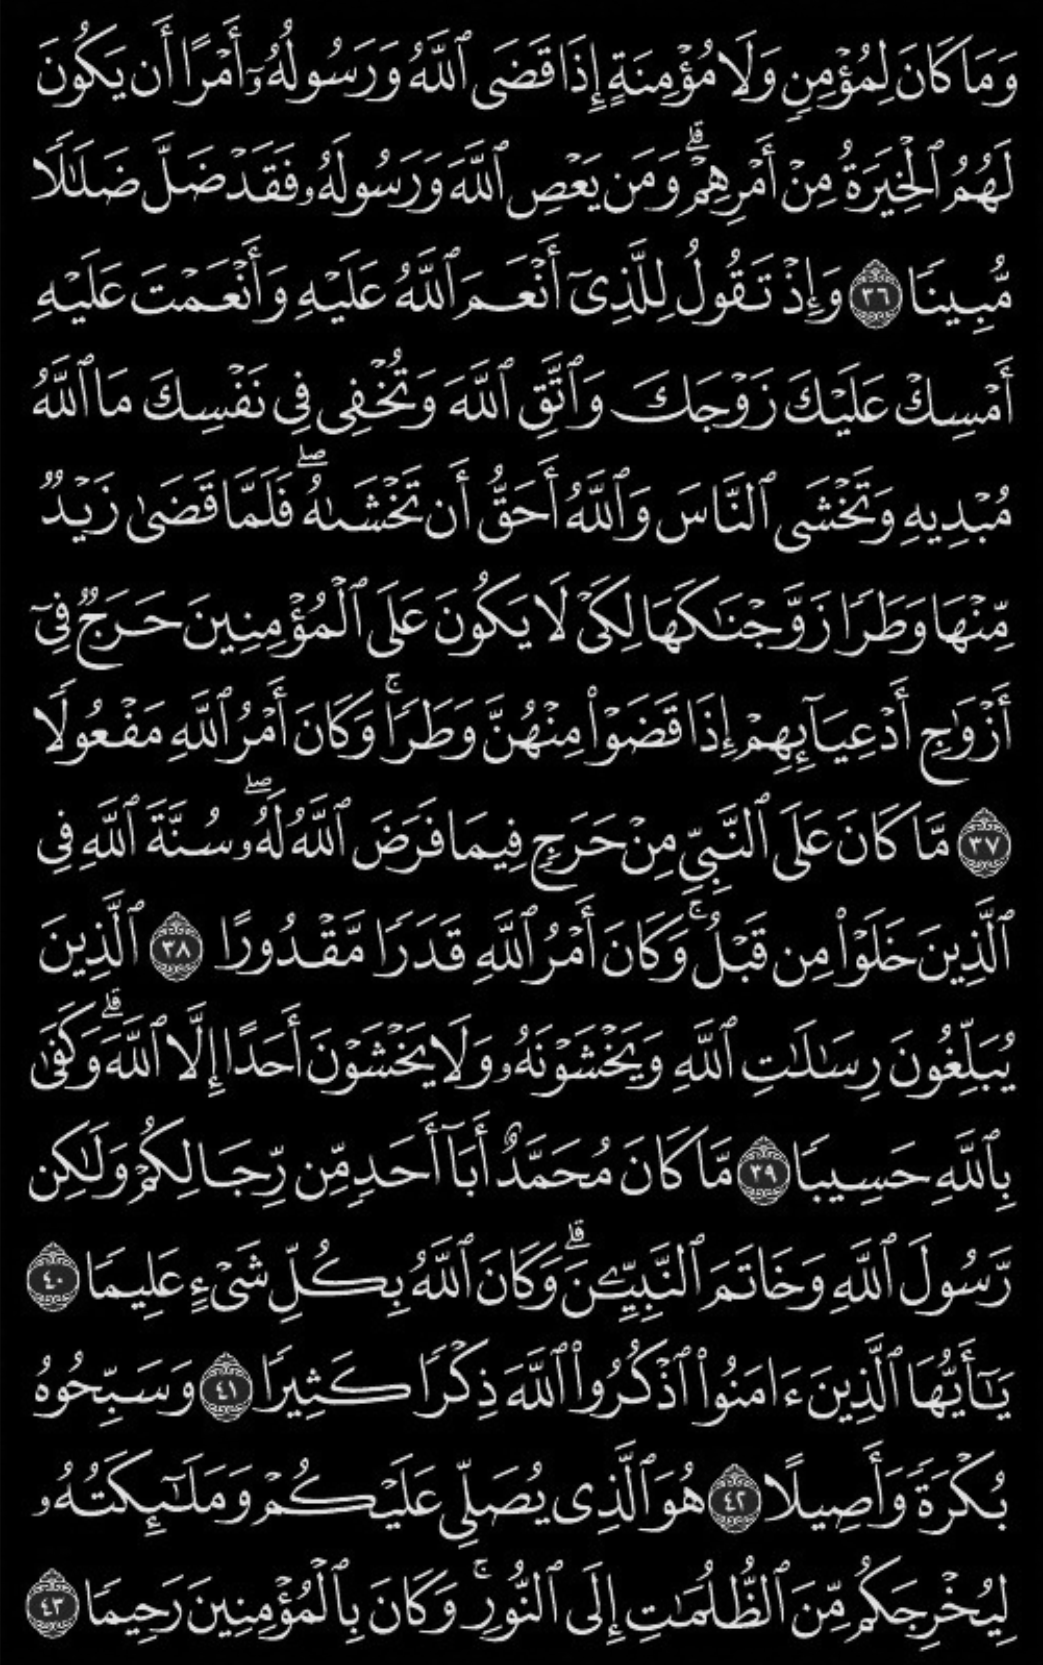 وَمَا كَانَ لِمُؤْمِنٍ وَلَا مُؤْمِنَةٍ إِذَا قَضَى ٱللَّهُ وَرَسُولُهُۥٓ أَمْرًا أَن يَكُونَ
لَهُمُ ٱلْخِيَرَةُ مِنْ أَمْرِهِمْ ۗ وَمَن يَعْصِ ٱللَّهَ وَرَسُولَهُۥ فَقَدْ ضَلَّ ضَلَٰلًا
مُّبِينًا ٣٦ وَإِذْ تَقُولُ لِلَّذِىٓ أَنْعَمَ ٱللَّهُ عَلَيْهِ وَأَنْعَمْتَ عَلَيْهِ
أَمْسِكْ عَلَيْكَ زَوْجَكَ وَٱتَّقِ ٱللَّهَ وَتُخْفِى فِى نَفْسِكَ مَا ٱللَّهُ
مُبْدِيهِ وَتَخْشَى ٱلنَّاسَ وَٱللَّهُ أَحَقُّ أَن تَخْشَىٰهُ ۖ فَلَمَّا قَضَىٰ زَيْدٌ
مِّنْهَا وَطَرًا زَوَّجْنَٰكَهَا لِكَىْ لَا يَكُونَ عَلَى ٱلْمُؤْمِنِينَ حَرَجٌ فِىٓ
أَزْوَٰجِ أَدْعِيَآئِهِمْ إِذَا قَضَوْا۟ مِنْهُنَّ وَطَرًا ۚ وَكَانَ أَمْرُ ٱللَّهِ مَفْعُولًا
٣٧ مَّا كَانَ عَلَى ٱلنَّبِىِّ مِنْ حَرَجٍ فِيمَا فَرَضَ ٱللَّهُ لَهُۥ ۖ سُنَّةَ ٱللَّهِ فِى
ٱلَّذِينَ خَلَوْا۟ مِن قَبْلُ ۚ وَكَانَ أَمْرُ ٱللَّهِ قَدَرًا مَّقْدُورًا ٣٨ ٱلَّذِينَ
يُبَلِّغُونَ رِسَٰلَٰتِ ٱللَّهِ وَيَخْشَوْنَهُۥ وَلَا يَخْشَوْنَ أَحَدًا إِلَّا ٱللَّهَ ۗ وَكَفَىٰ
بِٱللَّهِ حَسِيبًا ٣٩ مَّا كَانَ مُحَمَّدٌ أَبَآ أَحَدٍ مِّن رِّجَالِكُمْ وَلَٰكِن
رَّسُولَ ٱللَّهِ وَخَاتَمَ ٱلنَّبِيِّۦنَ ۗ وَكَانَ ٱللَّهُ بِكُلِّ شَىْءٍ عَلِيمًا ٤٠
يَٰٓأَيُّهَا ٱلَّذِينَ ءَامَنُوا۟ ٱذْكُرُوا۟ ٱللَّهَ ذِكْرًا كَثِيرًا ٤١ وَسَبِّحُوهُ
بُكْرَةً وَأَصِيلًا ٤٢ هُوَ ٱلَّذِى يُصَلِّى عَلَيْكُمْ وَمَلَٰٓئِكَتُهُۥ
لِيُخْرِجَكُم مِّنَ ٱلظُّلُمَٰتِ إِلَى ٱلنُّورِ ۚ وَكَانَ بِٱلْمُؤْمِنِينَ رَحِيمًا ٤٣